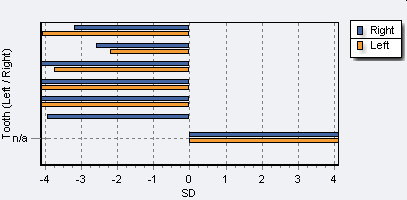 Right
Left
Tooth (Left / Right)
n/a
-4 -3 -2 -1 0 1 2 3 4
SD